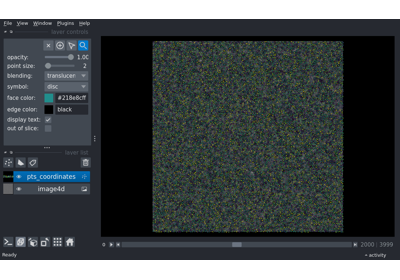 File View Window Plugins Help
layer controls
opacity: 1.00
point size: 2
blending: translucen
symbol: disc
face color: #218e8cff
edge color: black
display text:
out of slice:
layer list
pts_coordinates
image4d
0 2000 3999
Ready activity